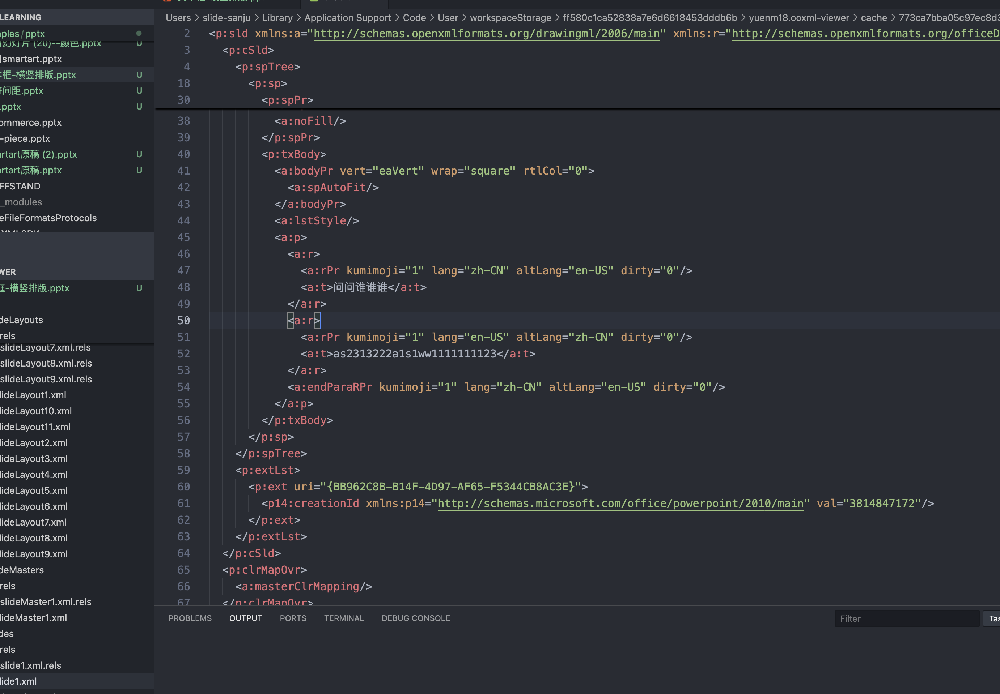 LEARNING
ples/pptx
幻灯片 (20)--颜色.pptx U
smartart.pptx
框-横竖排版.pptx U
间距.pptx U
.pptx U
ommerce.pptx
-piece.pptx
rtart原稿 (2).pptx U
rtart原稿.pptx U
FFSTAND
_modules
eFileFormatsProtocols
XMLSDK
WER
框-横竖排版.pptx U
deLayouts
rels
slideLayout7.xml.rels
slideLayout8.xml.rels
slideLayout9.xml.rels
lideLayout1.xml
lideLayout10.xml
lideLayout11.xml
lideLayout2.xml
lideLayout3.xml
lideLayout4.xml
lideLayout5.xml
lideLayout6.xml
lideLayout7.xml
lideLayout8.xml
lideLayout9.xml
deMasters
rels
slideMaster1.xml.rels
lideMaster1.xml
des
rels
slide1.xml.rels
lide1.xml
Users > slide-sanju > Library > Application Support > Code > User > workspaceStorage > ff580c1ca52838a7e6d6618453dddb6b > yuenm18.ooxml-viewer > cache > 773ca7bba05c97ec8d3
2 <p:sld xmlns:a="http://schemas.openxmlformats.org/drawingml/2006/main" xmlns:r="http://schemas.openxmlformats.org/officeD
3 <p:cSld>
4 <p:spTree>
18 <p:sp>
30 <p:spPr>
38 <a:noFill/>
39 </p:spPr>
40 <p:txBody>
41 <a:bodyPr vert="eaVert" wrap="square" rtlCol="0">
42 <a:spAutoFit/>
43 </a:bodyPr>
44 <a:lstStyle/>
45 <a:p>
46 <a:r>
47 <a:rPr kumimoji="1" lang="zh-CN" altLang="en-US" dirty="0"/>
48 <a:t>问问谁谁谁</a:t>
49 </a:r>
50 <a:r>
51 <a:rPr kumimoji="1" lang="en-US" altLang="zh-CN" dirty="0"/>
52 <a:t>as2313222a1s1ww1111111123</a:t>
53 </a:r>
54 <a:endParaRPr kumimoji="1" lang="zh-CN" altLang="en-US" dirty="0"/>
55 </a:p>
56 </p:txBody>
57 </p:sp>
58 </p:spTree>
59 <p:extLst>
60 <p:ext uri="{BB962C8B-B14F-4D97-AF65-F5344CB8AC3E}">
61 <p14:creationId xmlns:p14="http://schemas.microsoft.com/office/powerpoint/2010/main" val="3814847172"/>
62 </p:ext>
63 </p:extLst>
64 </p:cSld>
65 <p:clrMapOvr>
66 <a:masterClrMapping/>
67 </p:clrMapOvr>
PROBLEMS OUTPUT PORTS TERMINAL DEBUG CONSOLE Filter Tas